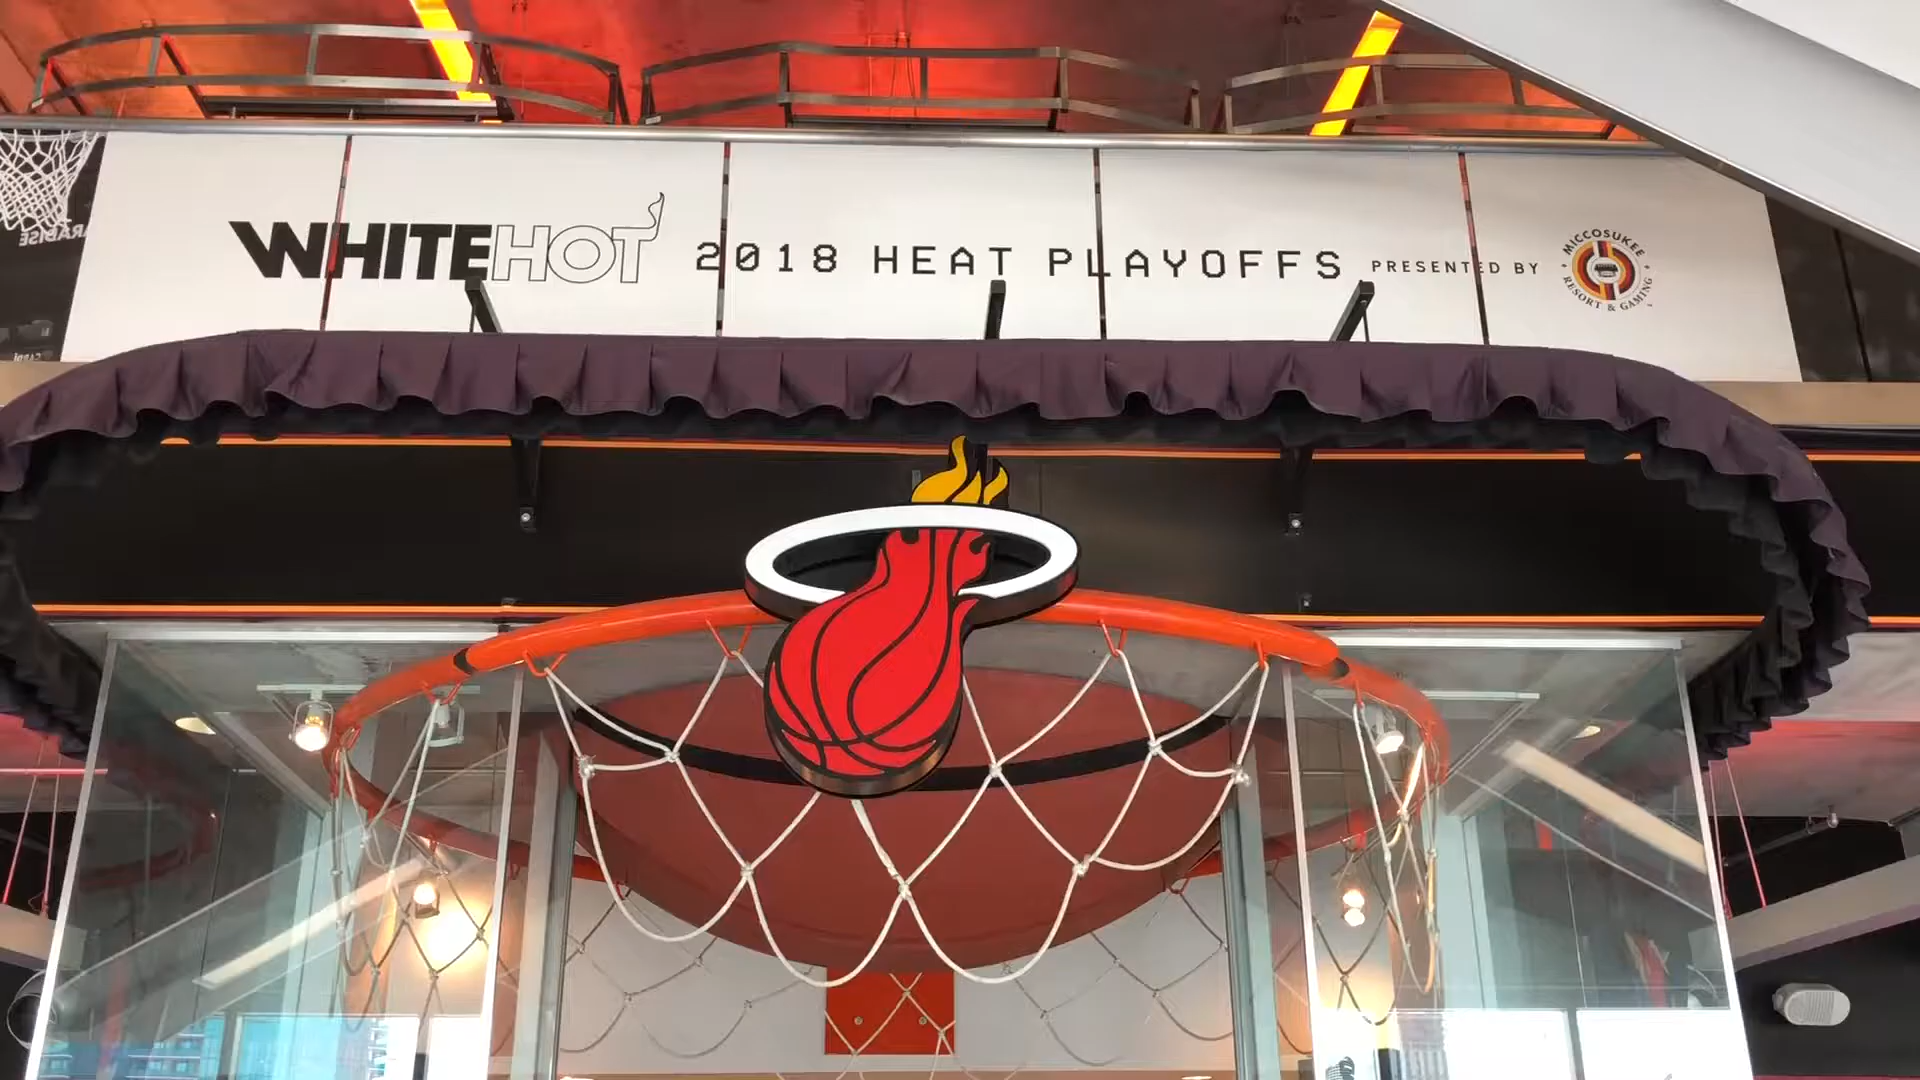 WHITEHOT 2018 HEAT PLAYOFFS PRESENTED BY
MICCOSUKEE
RESORT & GAMING